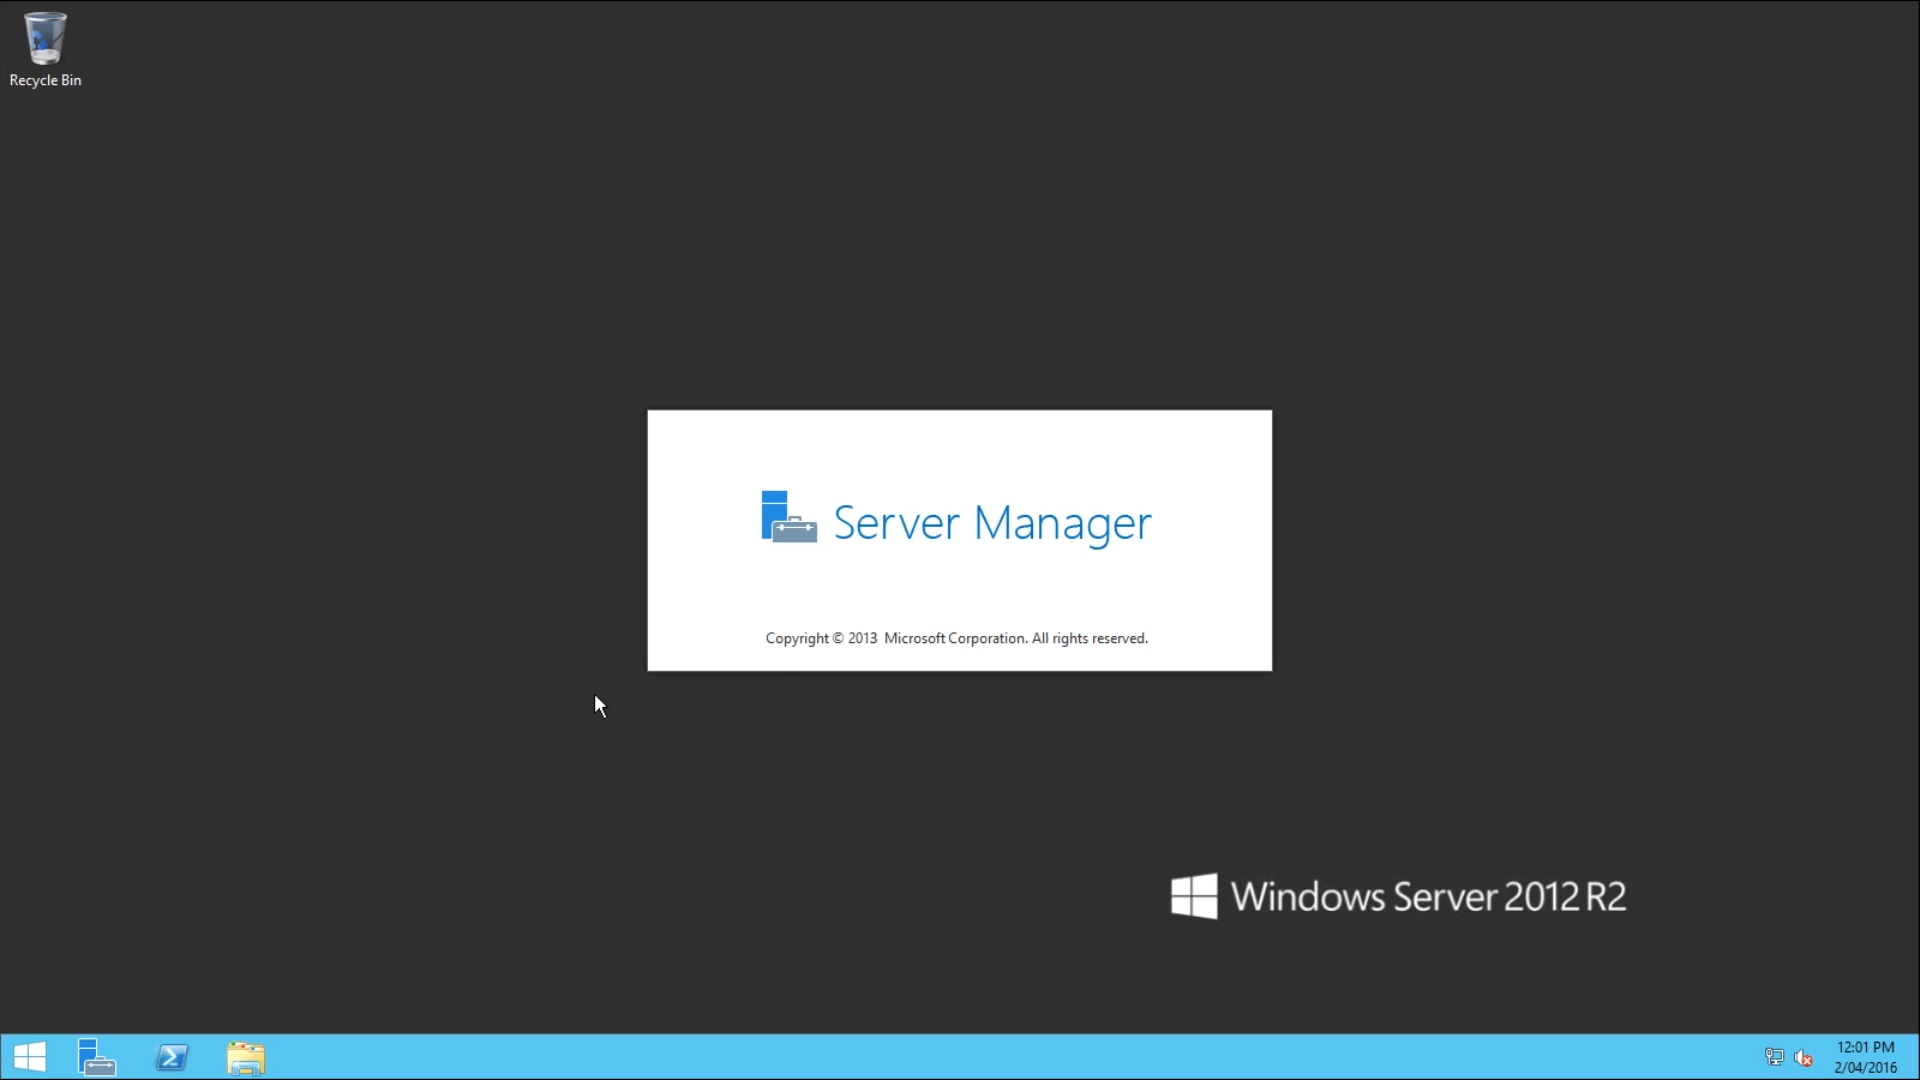 Recycle Bin
Server Manager
Copyright © 2013  Microsoft Corporation. All rights reserved.
Windows Server 2012 R2
12:01 PM
2/04/2016